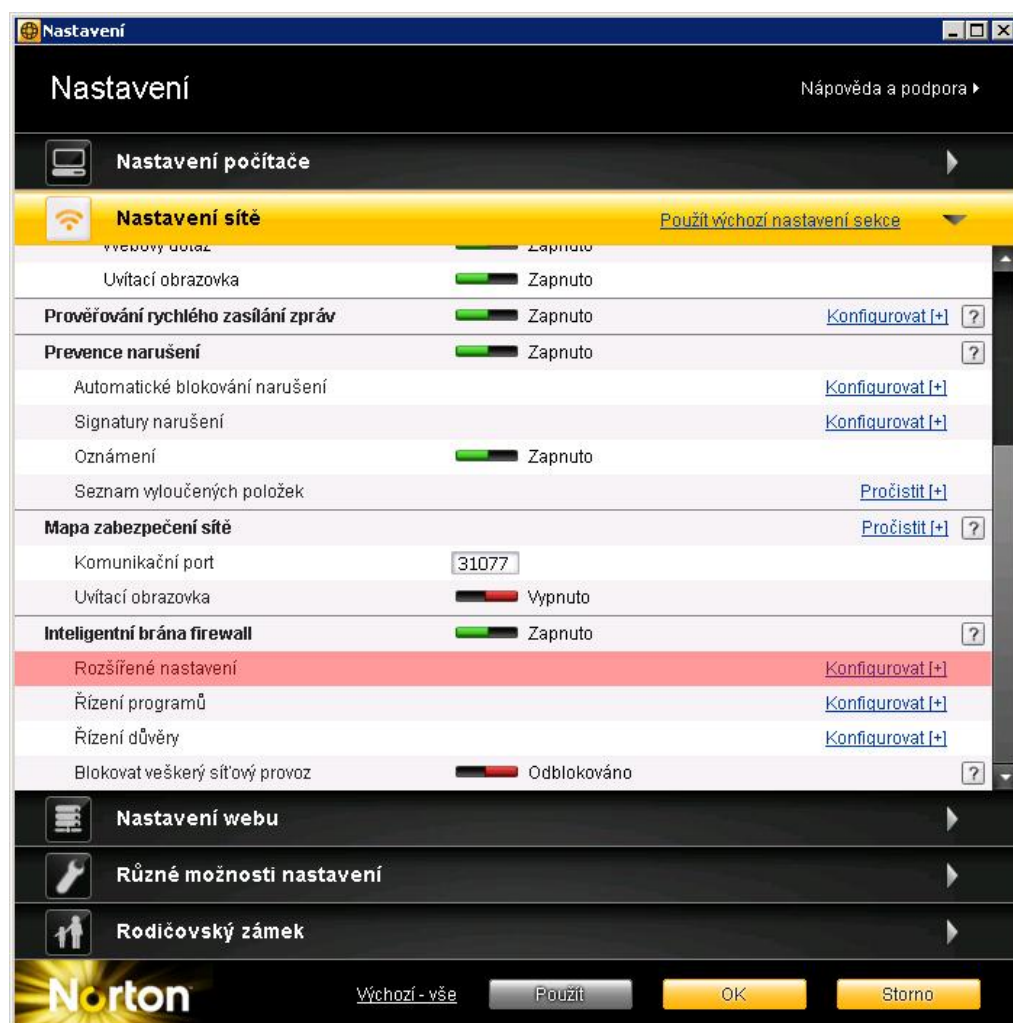 Nastavení
Nastavení
Nápověda a podpora
Nastavení počítače
Nastavení sítě
Použít výchozí nastavení sekce
Webový dotaz Zapnuto
Uvítací obrazovka Zapnuto
Prověřování rychlého zasílání zpráv Zapnuto Konfigurovat [+] ?
Prevence narušení Zapnuto ?
Automatické blokování narušení Konfigurovat [+]
Signatury narušení Konfigurovat [+]
Oznámení Zapnuto
Seznam vyloučených položek Pročistit [+]
Mapa zabezpečení sítě Pročistit [+] ?
Komunikační port 31077
Uvítací obrazovka Vypnuto
Inteligentní brána firewall Zapnuto ?
Rozšířené nastavení Konfigurovat [+]
Řízení programů Konfigurovat [+]
Řízení důvěry Konfigurovat [+]
Blokovat veškerý síťový provoz Odblokováno ?
Nastavení webu
Různé možnosti nastavení
Rodičovský zámek
Norton
Výchozí - vše
Použít
OK
Storno